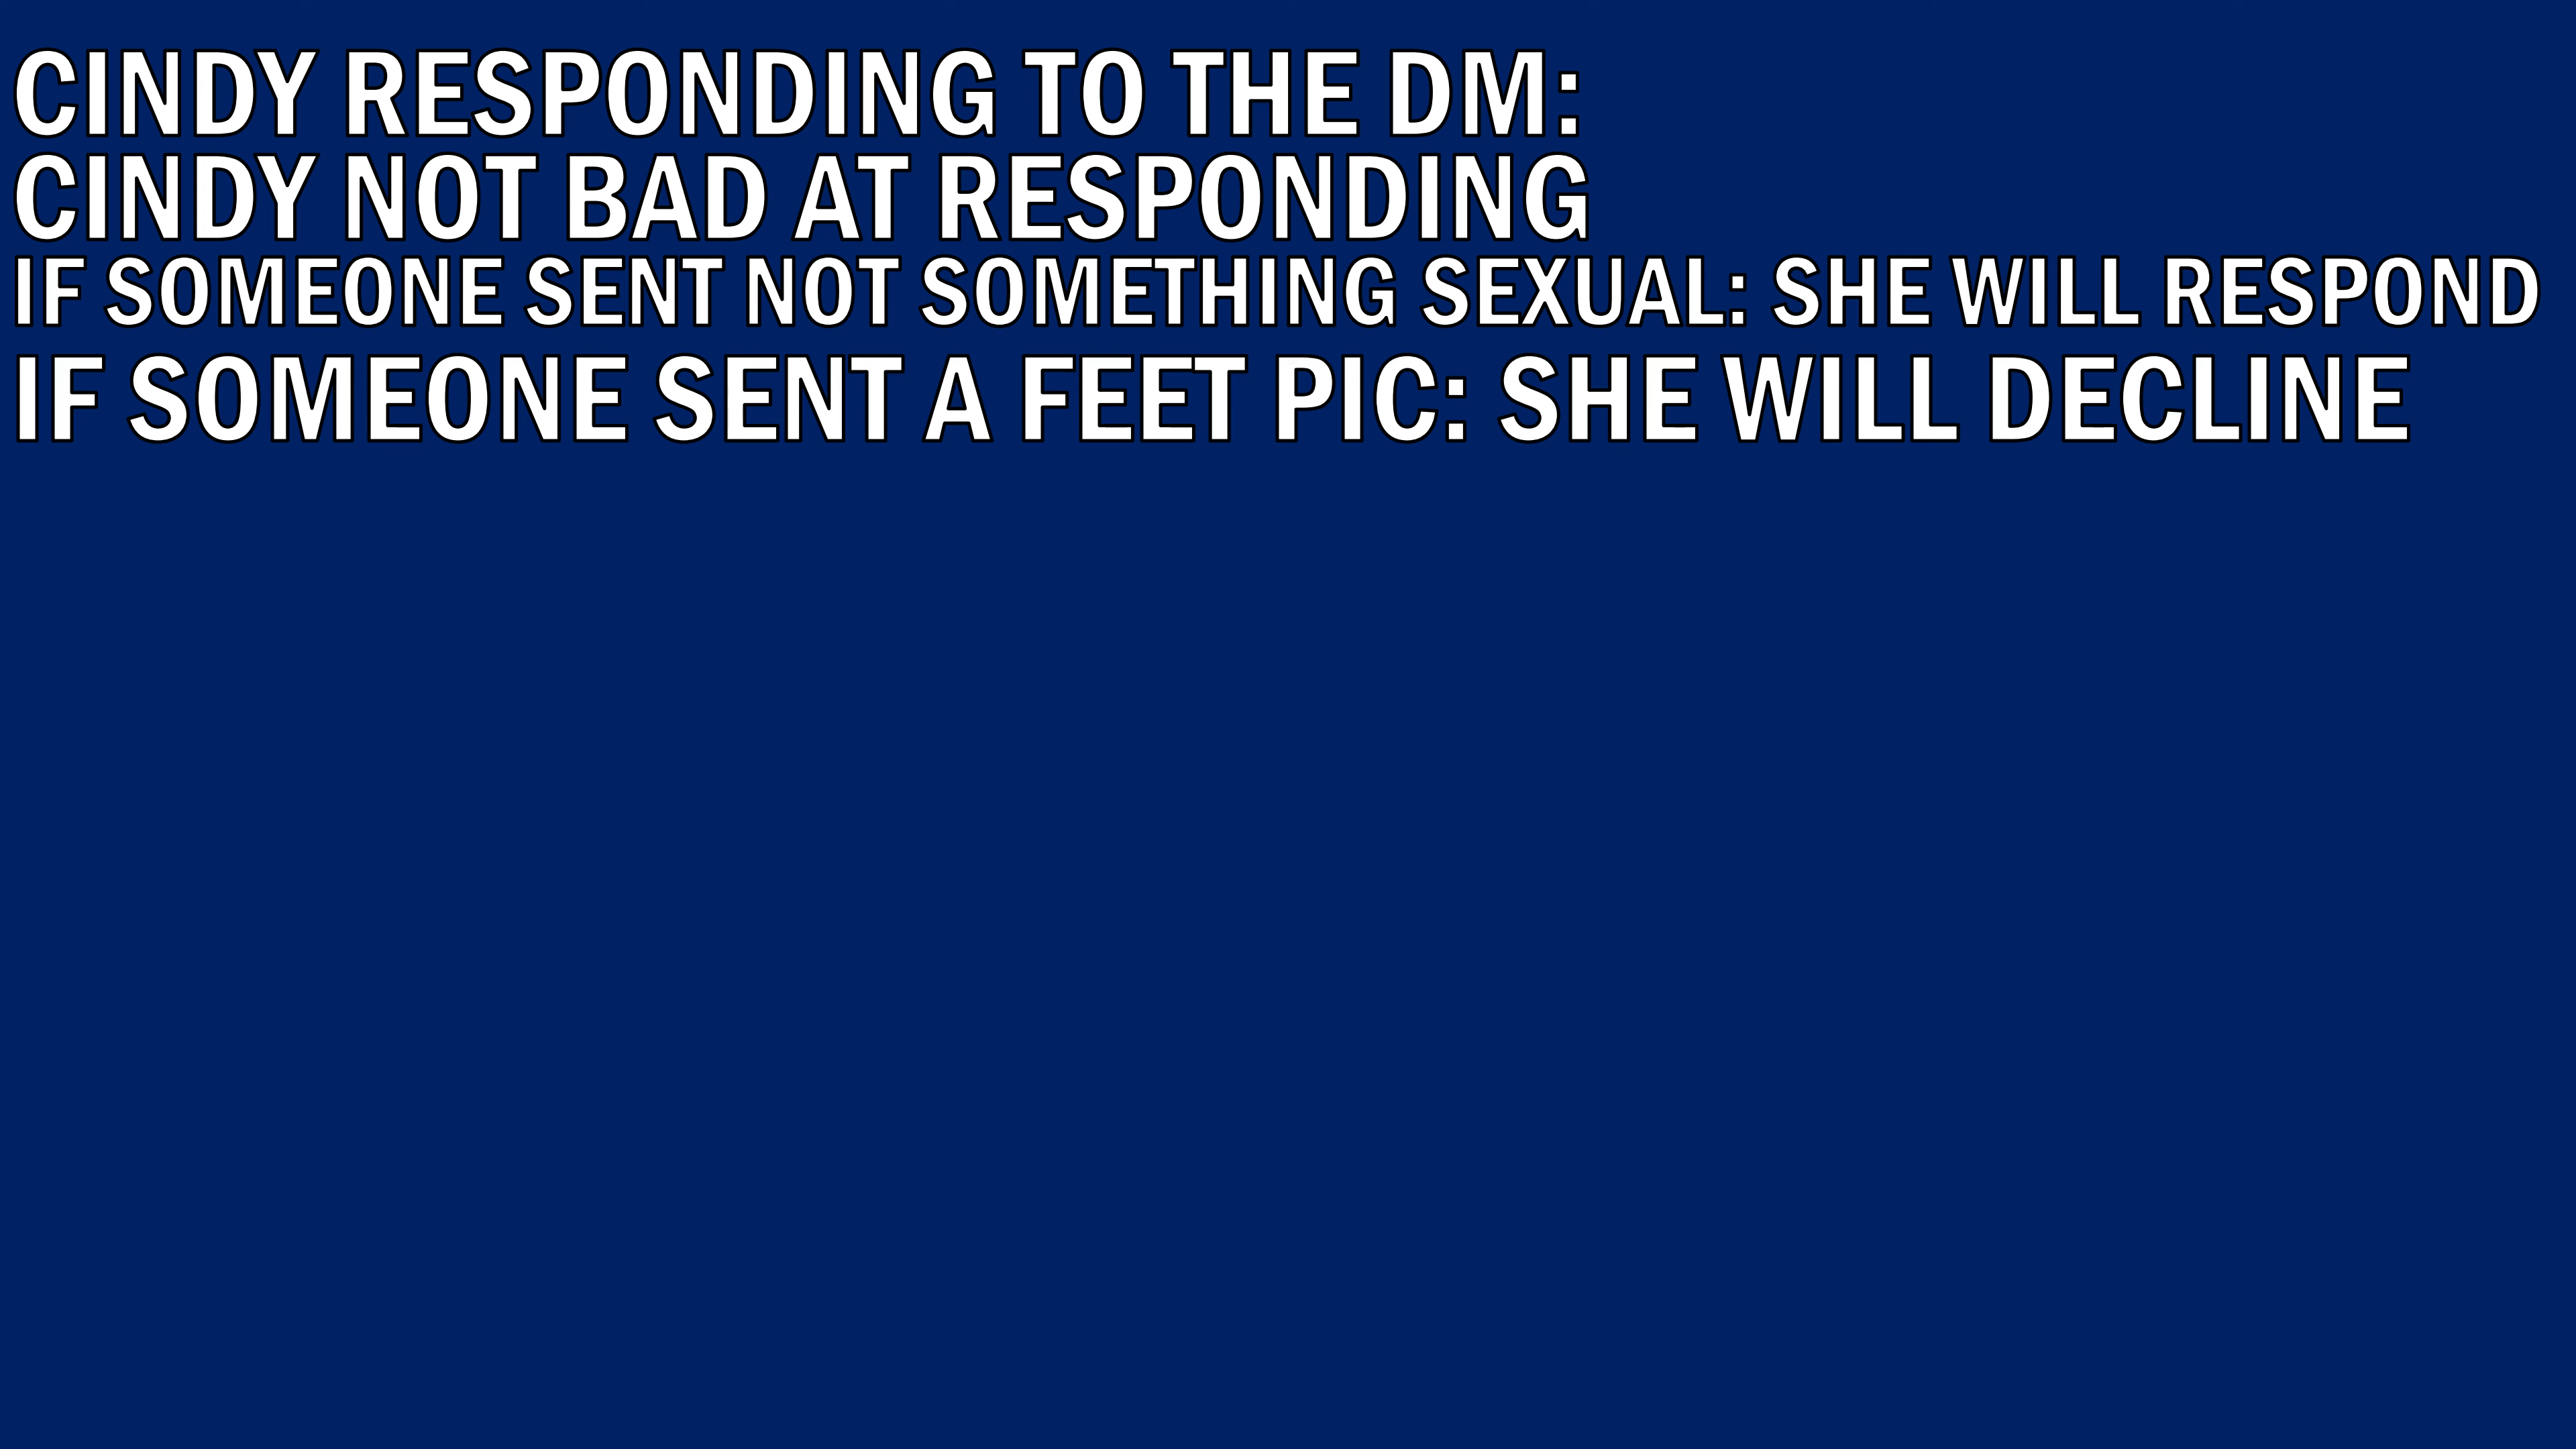 CINDY RESPONDING TO THE DM:
CINDY NOT BAD AT RESPONDING
IF SOMEONE SENT NOT SOMETHING SEXUAL: SHE WILL RESPOND
IF SOMEONE SENT A FEET PIC: SHE WILL DECLINE